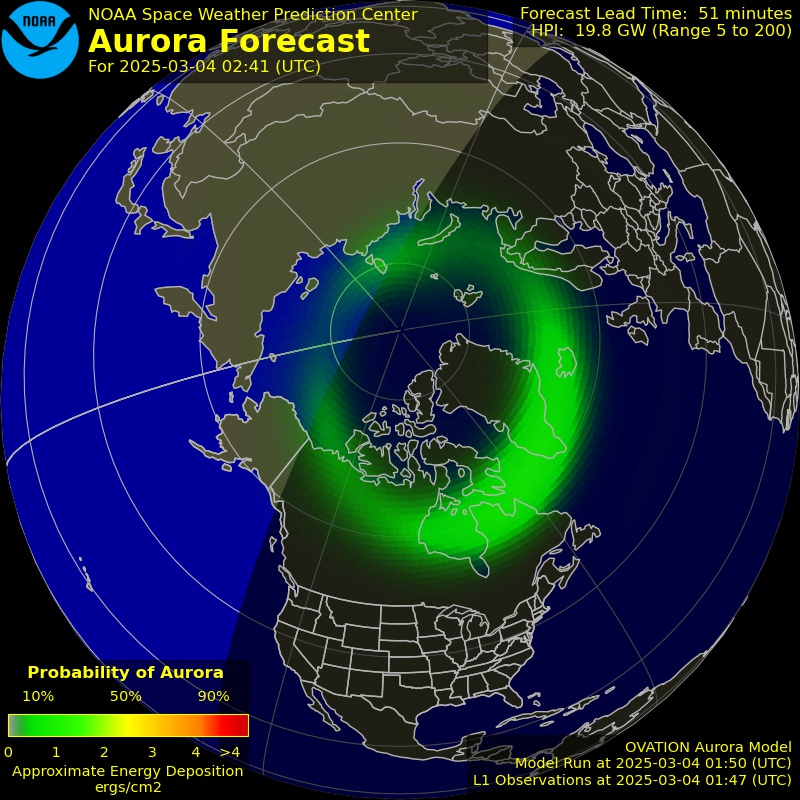 NOAA
NOAA Space Weather Prediction Center
Aurora Forecast
For 2025-03-04 02:41 (UTC)
Forecast Lead Time: 51 minutes
HPI: 19.8 GW (Range 5 to 200)
Probability of Aurora
10% 50% 90%
0 1 2 3 4 >4
Approximate Energy Deposition
ergs/cm2
OVATION Aurora Model
Model Run at 2025-03-04 01:50 (UTC)
L1 Observations at 2025-03-04 01:47 (UTC)